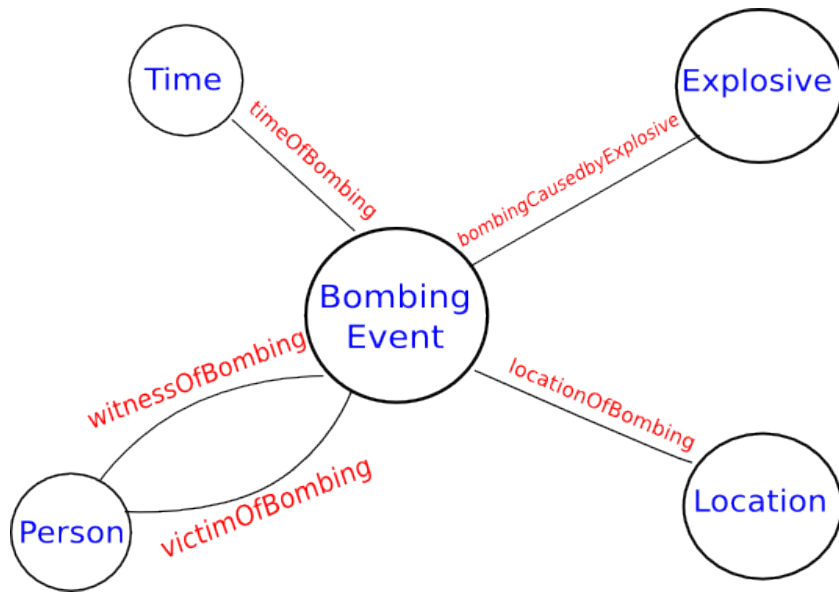 Time
Explosive
timeOfBombing
bombingCausedbyExplosive
Bombing
Event
witnessOfBombing
locationOfBombing
victimOfBombing
Person
Location